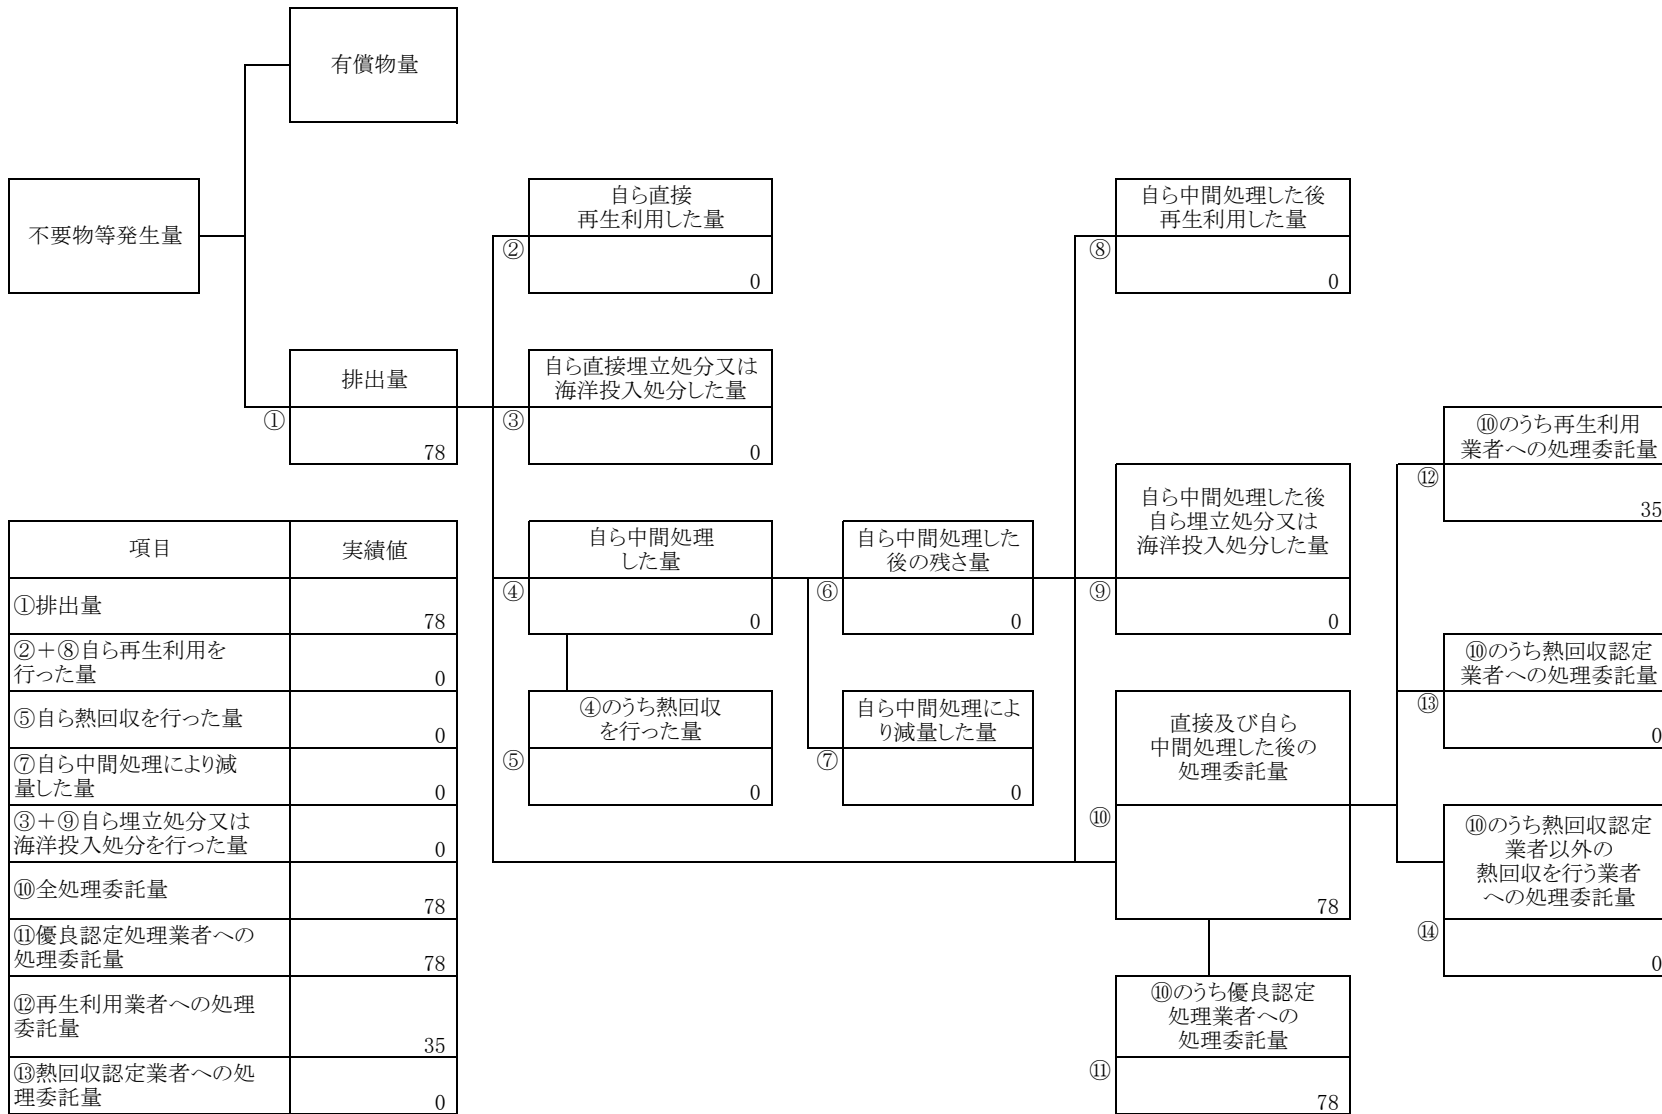 有償物量
不要物等発生量
自ら直接
再生利用した量
②
0
自ら中間処理した後
再生利用した量
⑧
0
排出量
①
78
自ら直接埋立処分又は
海洋投入処分した量
③
0
⑩のうち再生利用
業者への処理委託量
⑫
35
自ら中間処理
した量
④
0
自ら中間処理した
後の残さ量
⑥
0
自ら中間処理した後
自ら埋立処分又は
海洋投入処分した量
⑨
0
⑩のうち熱回収認定
業者への処理委託量
⑬
0
④のうち熱回収
を行った量
⑤
0
自ら中間処理によ
り減量した量
⑦
0
直接及び自ら
中間処理した後の
処理委託量
⑩
78
⑩のうち熱回収認定
業者以外の
熱回収を行う業者
への処理委託量
⑭
0
⑩のうち優良認定
処理業者への
処理委託量
⑪
78
項目 実績値
①排出量 78
②+⑧自ら再生利用を
行った量 0
⑤自ら熱回収を行った量 0
⑦自ら中間処理により減
量した量 0
③+⑨自ら埋立処分又は
海洋投入処分を行った量 0
⑩全処理委託量 78
⑪優良認定処理業者への
処理委託量 78
⑫再生利用業者への処理
委託量 35
⑬熱回収認定業者への処
理委託量 0